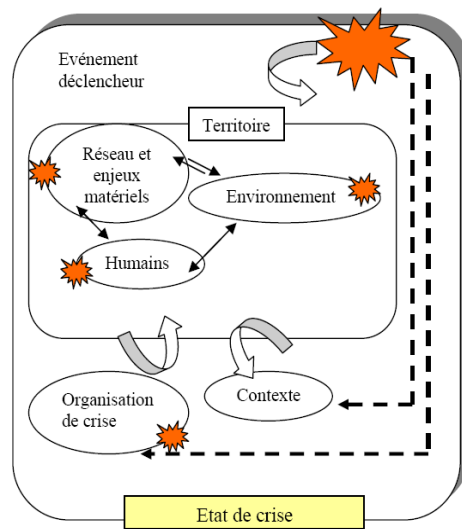 Evénement
déclencheur
Territoire
Réseau et
enjeux
matériels
Environnement
Humains
Organisation
de crise
Contexte
Etat de crise